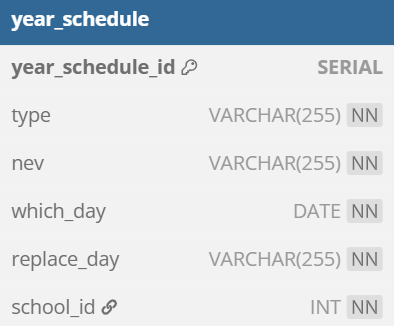 year_schedule
year_schedule_id SERIAL
type VARCHAR(255) NN
nev VARCHAR(255) NN
which_day DATE NN
replace_day VARCHAR(255) NN
school_id INT NN